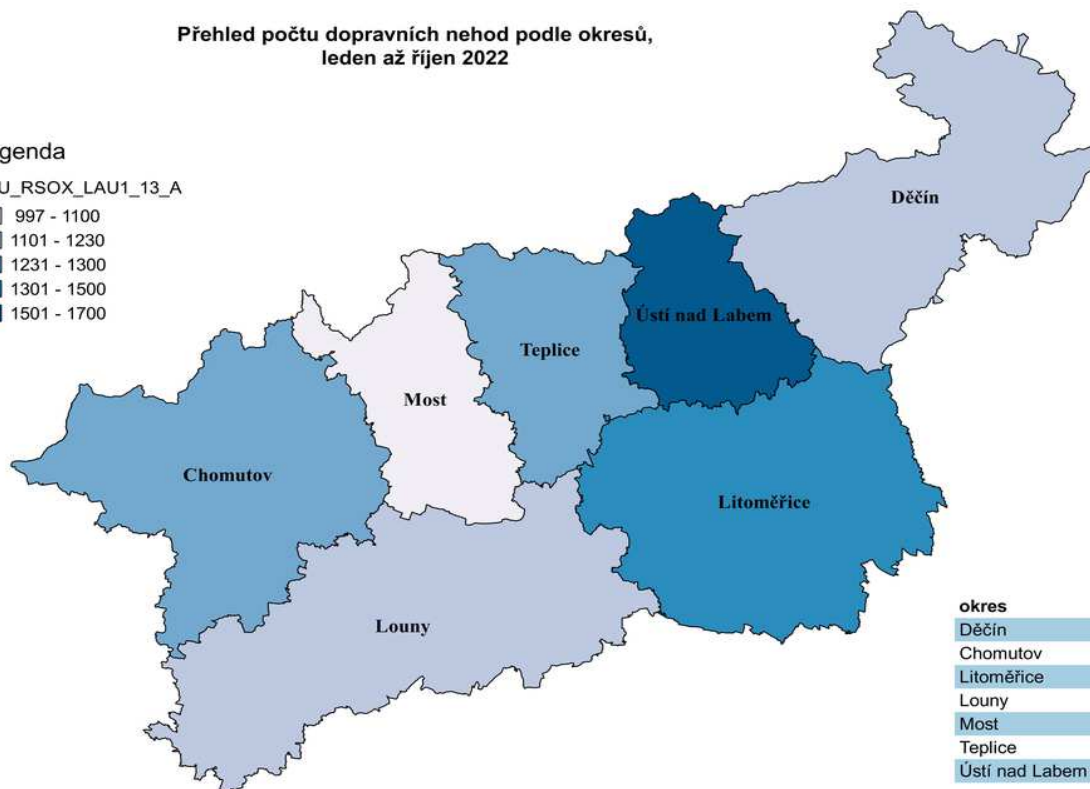 Přehled počtu dopravních nehod podle okresů,
leden až říjen 2022
genda
U_RSOX_LAU1_13_A
997 - 1100
1101 - 1230
1231 - 1300
1301 - 1500
1501 - 1700
Děčín
Ústí nad Labem
Teplice
Most
Chomutov
Litoměřice
Louny
okres
Děčín
Chomutov
Litoměřice
Louny
Most
Teplice
Ústí nad Labem